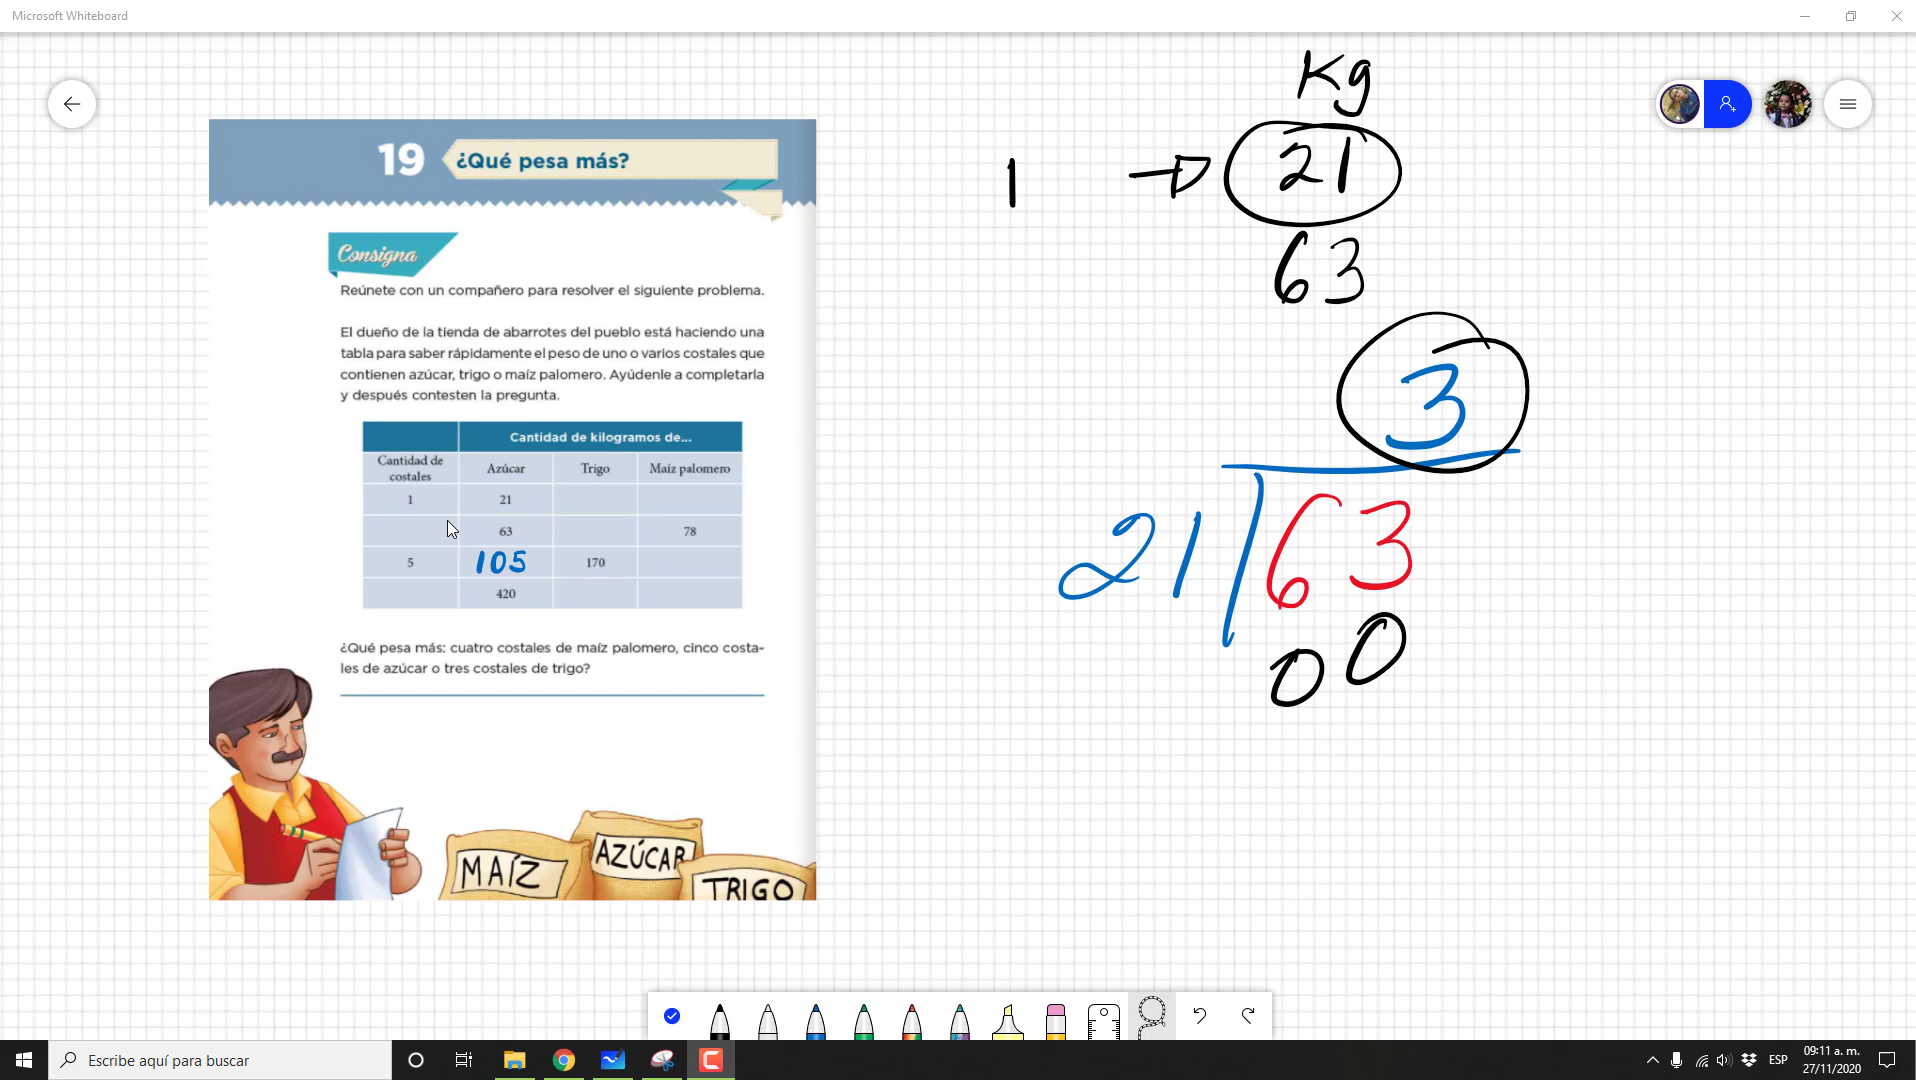 Microsoft Whiteboard
19 ¿Qué pesa más?
Consigna
Reúnete con un compañero para resolver el siguiente problema.
El dueño de la tienda de abarrotes del pueblo está haciendo una
tabla para saber rápidamente el peso de uno o varios costales que
contienen azúcar, trigo o maíz palomero. Ayúdenle a completarla
y después contesten la pregunta.
Cantidad de kilogramos de...
Cantidad de costales Azúcar Trigo Maíz palomero
1 21
63 78
5 105 170
420
¿Qué pesa más: cuatro costales de maíz palomero, cinco costa-
les de azúcar o tres costales de trigo?
MAÍZ
AZÚCAR
TRIGO
Kg
1 21
63
3
21 63
00
Escribe aquí para buscar
ESP
09:11 a. m.
27/11/2020